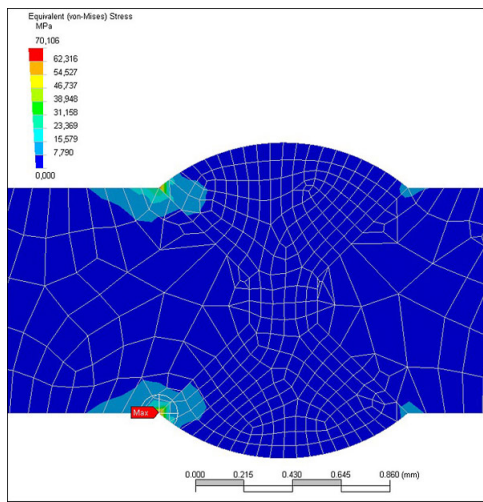 Equivalent (von-Mises) Stress
MPa
70,106
62,316
54,527
46,737
38,948
31,158
23,369
15,579
7,790
0,000
Max
0.000 0.215 0.430 0.645 0.860 (mm)